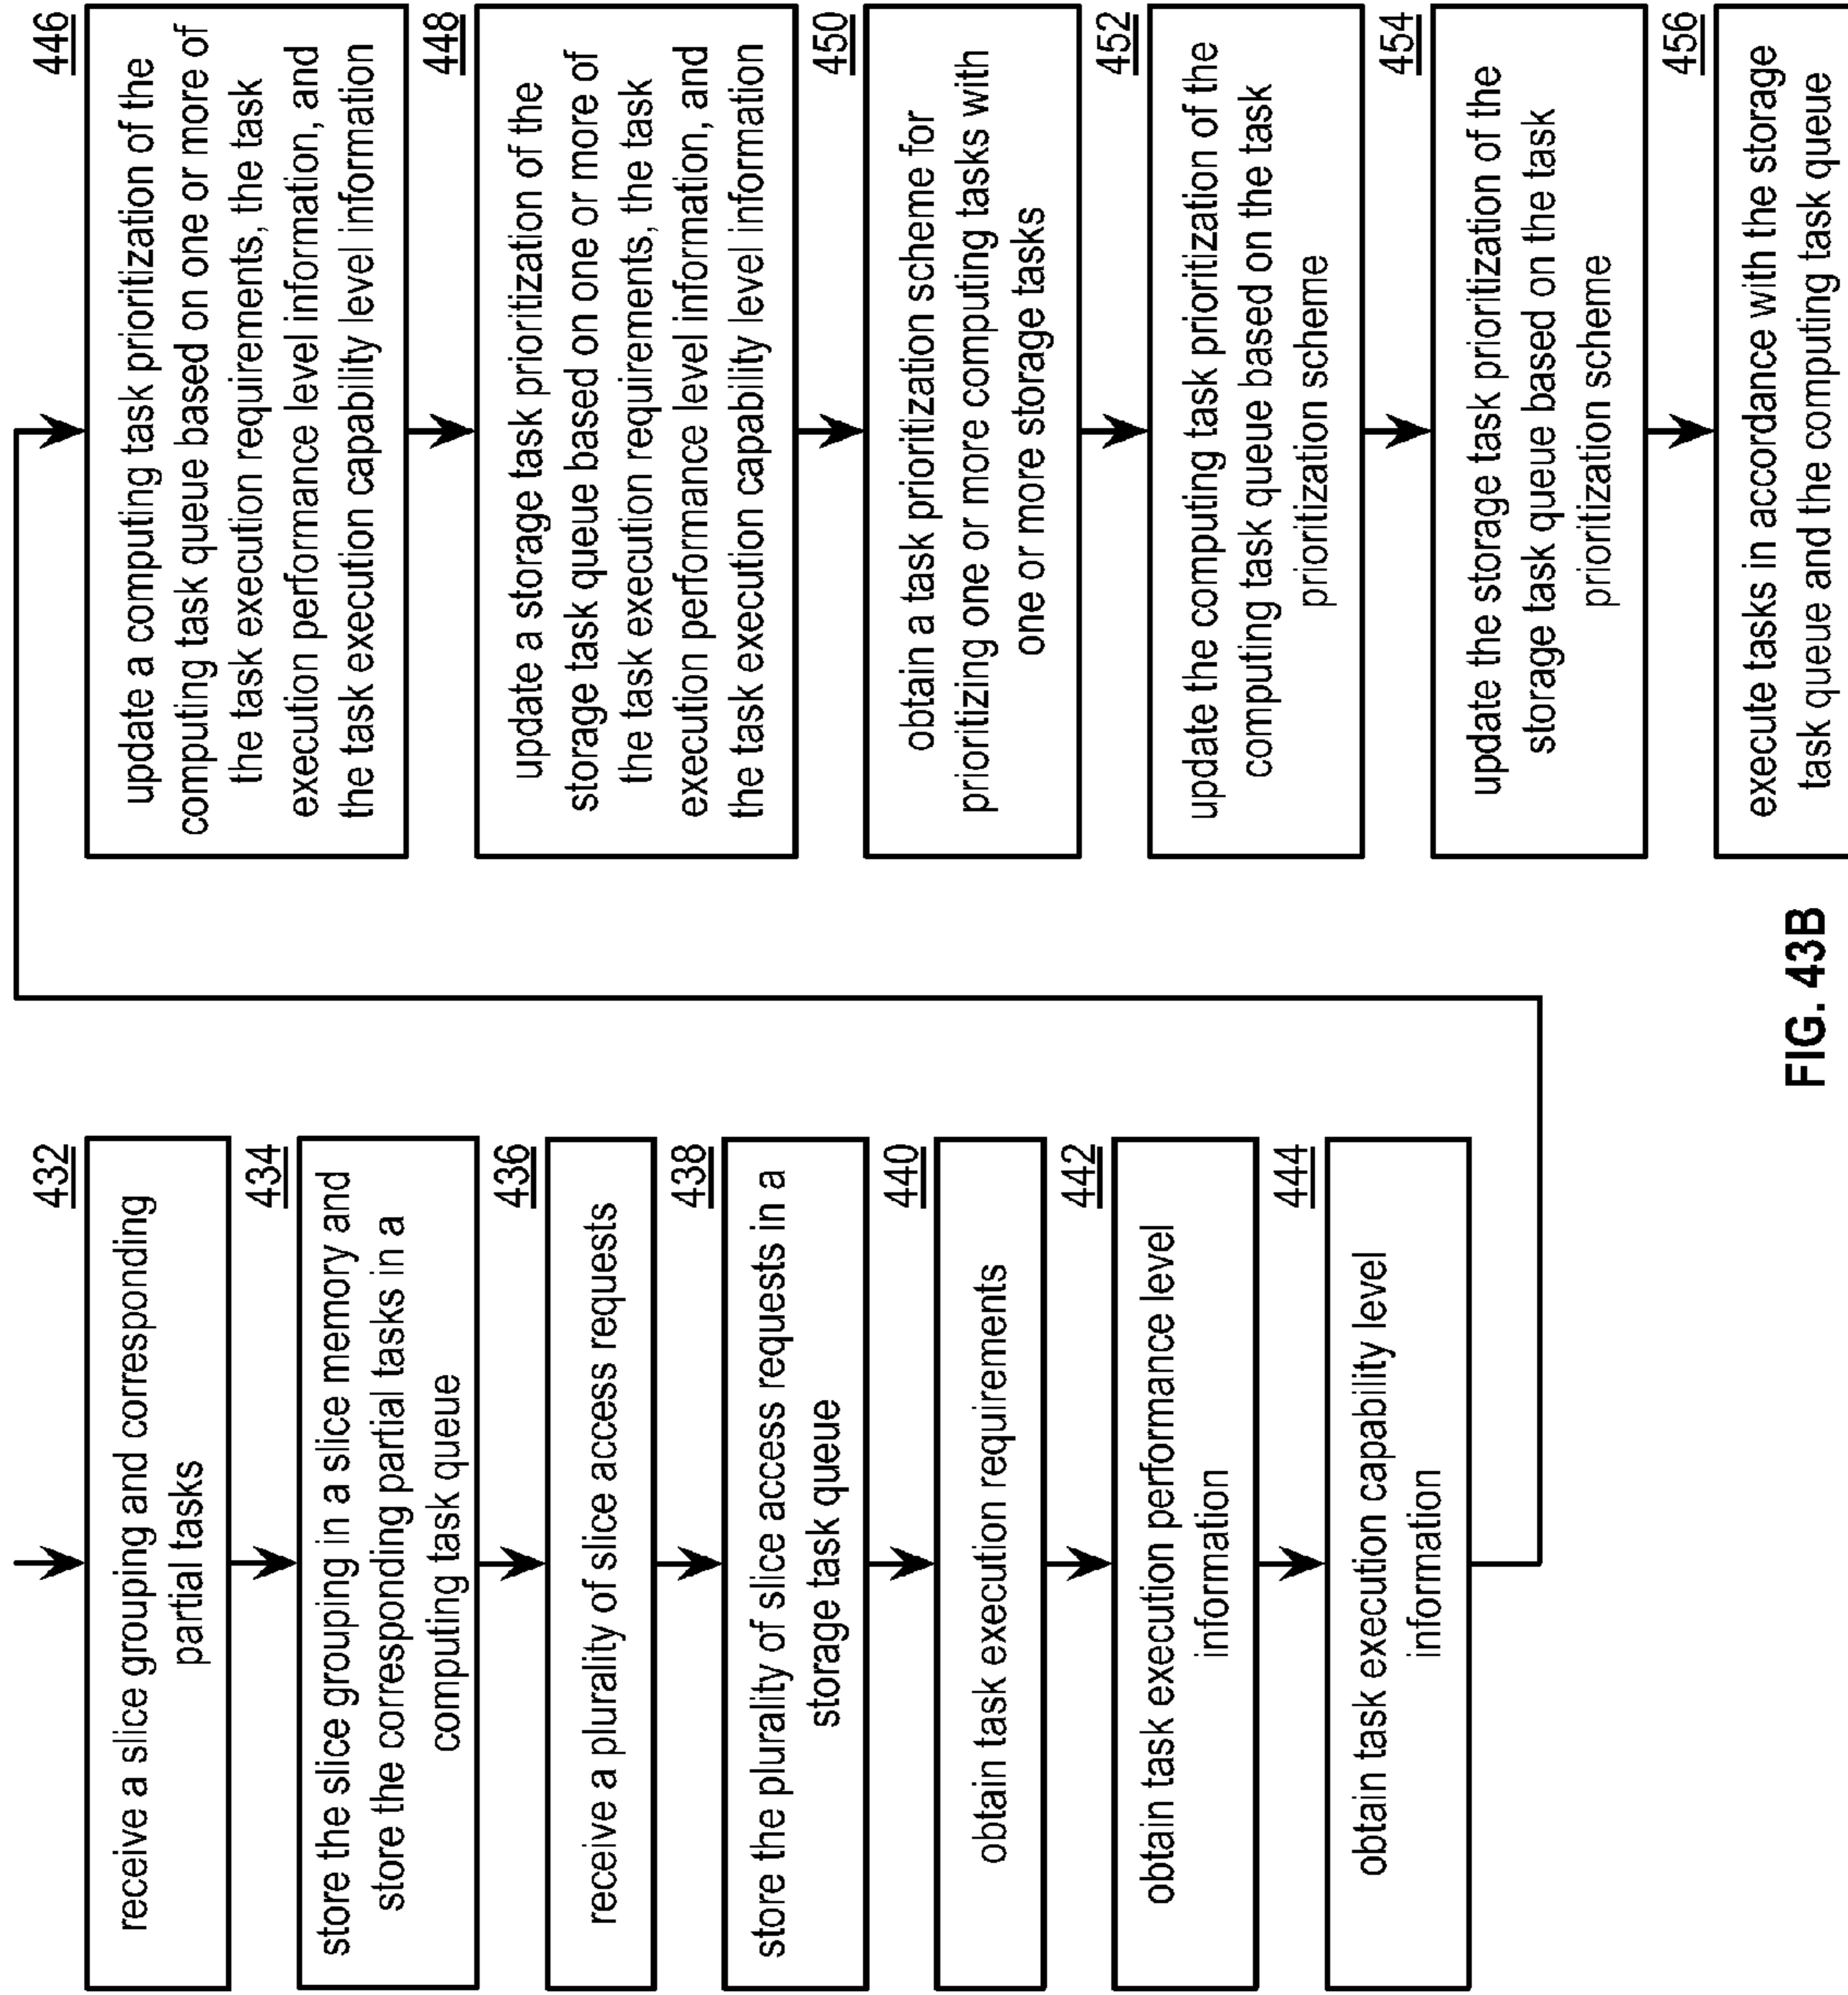 432
receive a slice grouping and corresponding
partial tasks
434
store the slice grouping in a slice memory and
store the corresponding partial tasks in a
computing task queue
436
receive a plurality of slice access requests
438
store the plurality of slice access requests in a
storage task queue
440
obtain task execution requirements
442
obtain task execution performance level
information
444
obtain task execution capability level
information
446
update a computing task prioritization of the
computing task queue based on one or more of
the task execution requirements, the task
execution performance level information, and
the task execution capability level information
448
update a storage task prioritization of the
storage task queue based on one or more of
the task execution requirements, the task
execution performance level information, and
the task execution capability level information
450
obtain a task prioritization scheme for
prioritizing one or more computing tasks with
one or more storage tasks
452
update the computing task prioritization of the
computing task queue based on the task
prioritization scheme
454
update the storage task prioritization of the
storage task queue based on the task
prioritization scheme
456
execute tasks in accordance with the storage
task queue and the computing task queue
FIG. 43B